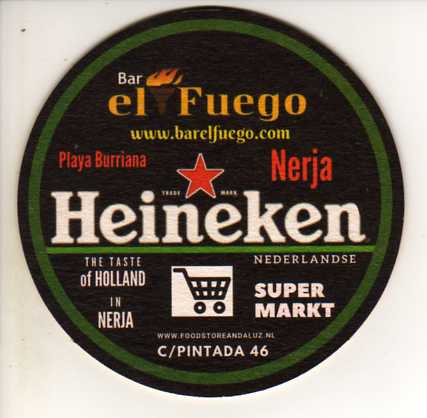 Bar
el Fuego
www.barelfuego.com
Playa Burriana
Nerja
TRADE MARK
Heineken
THE TASTE
of HOLLAND
IN
NERJA
NEDERLANDSE
SUPER
MARKT
WWW.FOODSTOREANDALUZ.NL
C/PINTADA 46